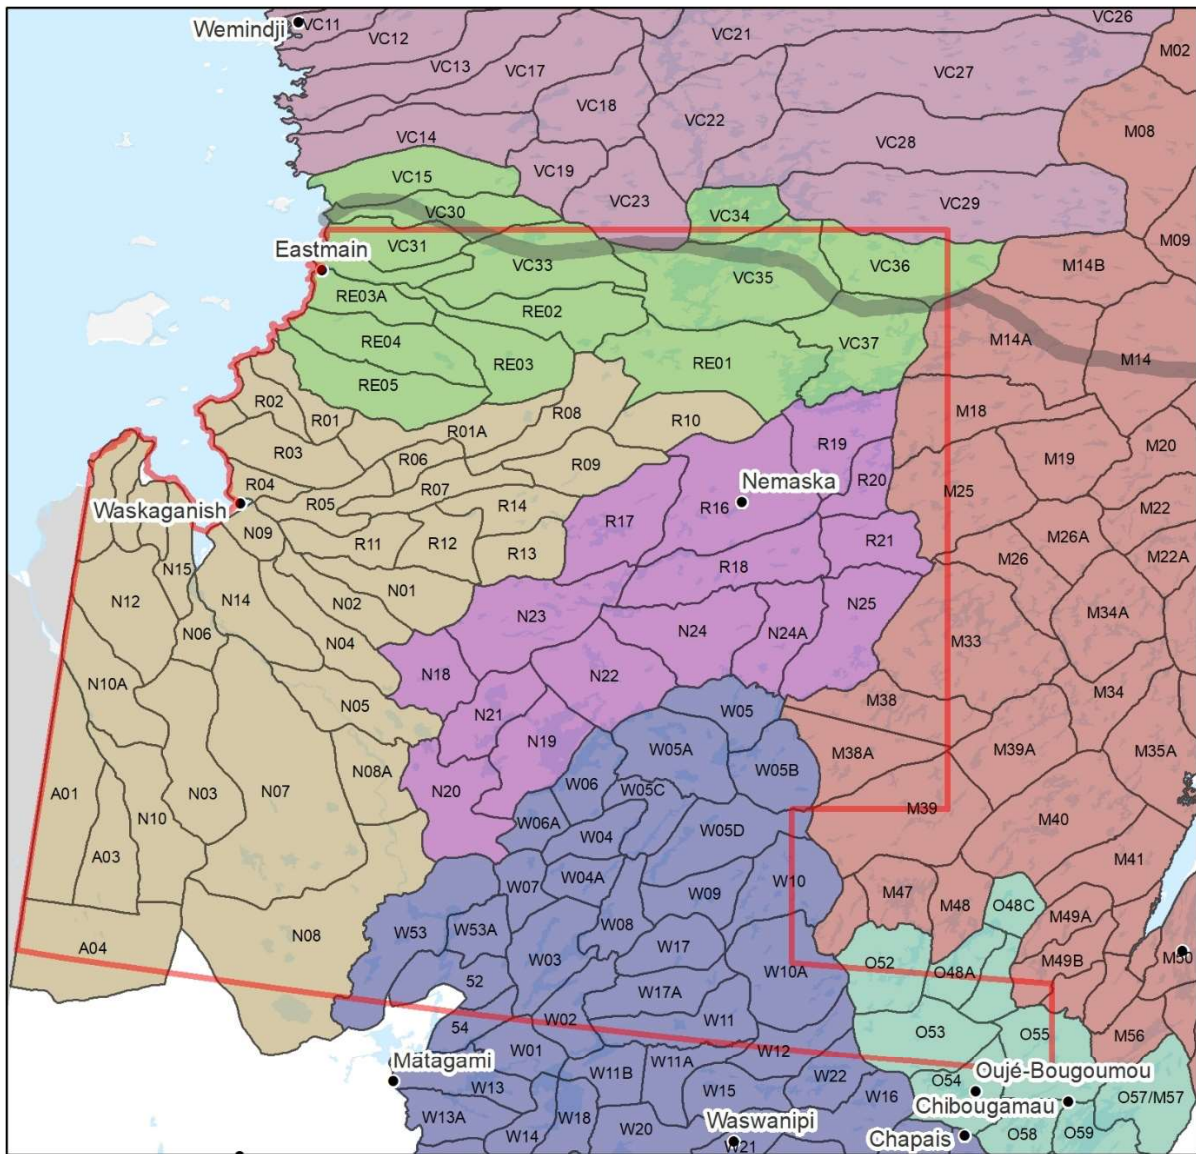 VC11
VC26
Wemindji
VC12
VC21
M02
VC13
VC17
VC27
VC18
VC22
M08
VC14
VC28
VC19
VC15
VC23
VC29
VC30
VC34
M09
Eastmain
VC31
VC33
VC35
VC36
M14B
RE03A
RE02
VC37
M14A
RE04
RE03
RE01
M14
RE05
R02
R01
R08
R10
M18
R01A
R03
R19
M20
R06
R09
M19
R04
R07
R20
M25
Nemaska
Waskaganish
R05
R14
R16
M22
N09
R17
M26A
R11
R12
R13
R21
M26
M22A
N15
R18
N01
N12
N14
N02
N25
M34A
N23
N24
N24A
N06
N04
M33
N18
N22
N10A
M34
N05
M38
N21
W05
N19
W05A
M38A
M39A
M35A
W05B
N08A
W06
A01
N03
N07
W05C
N20
M39
N10
W06A
W04
W05D
M40
A03
M41
W04A
W10
W07
W09
M47
M48
O48C
M49A
W08
N08
W53
W53A
W17
A04
W03
O52
M49B
M50
W10A
O48A
52
W17A
W02
W11
54
O53
O55
M56
W01
W12
Mätagami
W11B
W11A
Oujé-Bougoumou
W13
W22
O54
W15
W16
Chibougamau
O57/M57
W13A
W18
Waswanipi
W14
W20
Chapais
O58
O59
W21